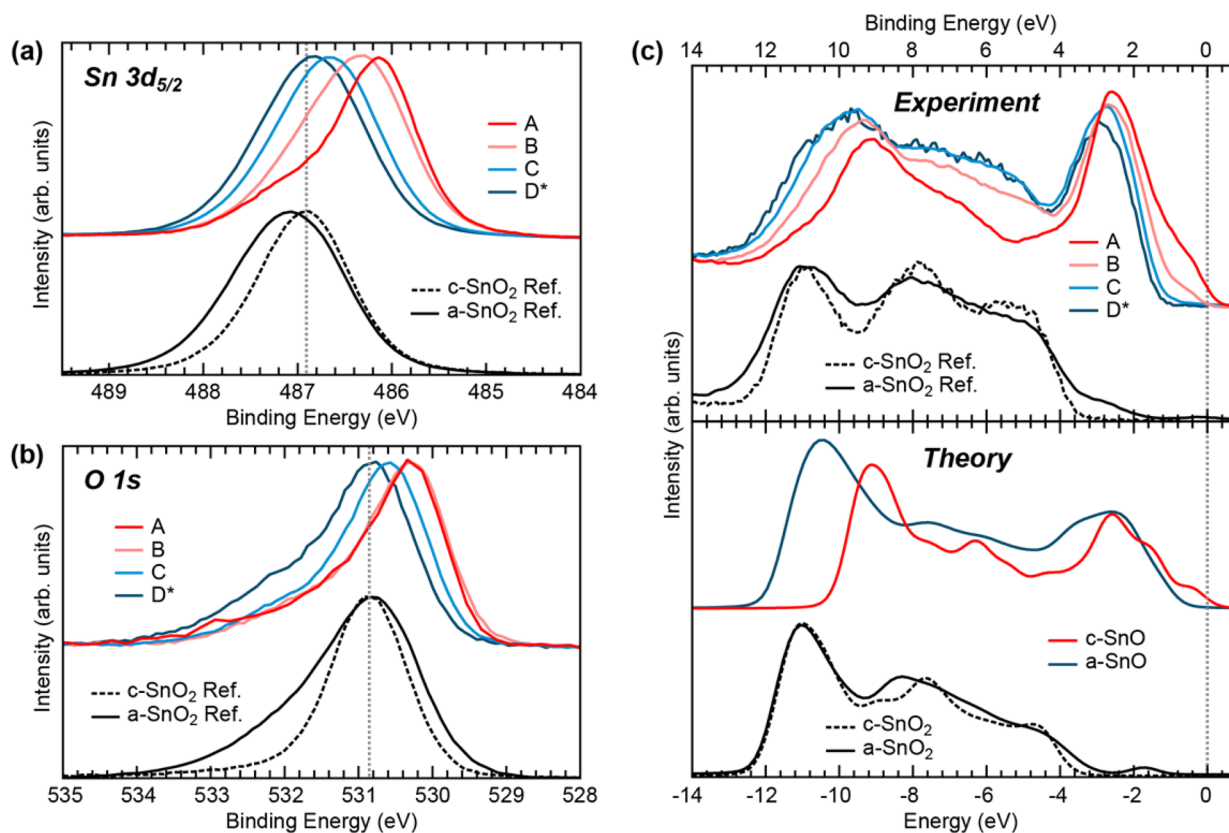 (a)
Sn 3d5/2
A
B
C
D*
c-SnO2 Ref.
a-SnO2 Ref.
Intensity (arb. units)
489 488 487 486 485 484
Binding Energy (eV)
(b)
O 1s
A
B
C
D*
c-SnO2 Ref.
a-SnO2 Ref.
Intensity (arb. units)
535 534 533 532 531 530 529 528
Binding Energy (eV)
(c)
Binding Energy (eV)
14 12 10 8 6 4 2 0
Experiment
A
B
C
D*
c-SnO2 Ref.
a-SnO2 Ref.
Intensity (arb. units)
Theory
c-SnO
a-SnO
c-SnO2
a-SnO2
-14 -12 -10 -8 -6 -4 -2 0
Energy (eV)